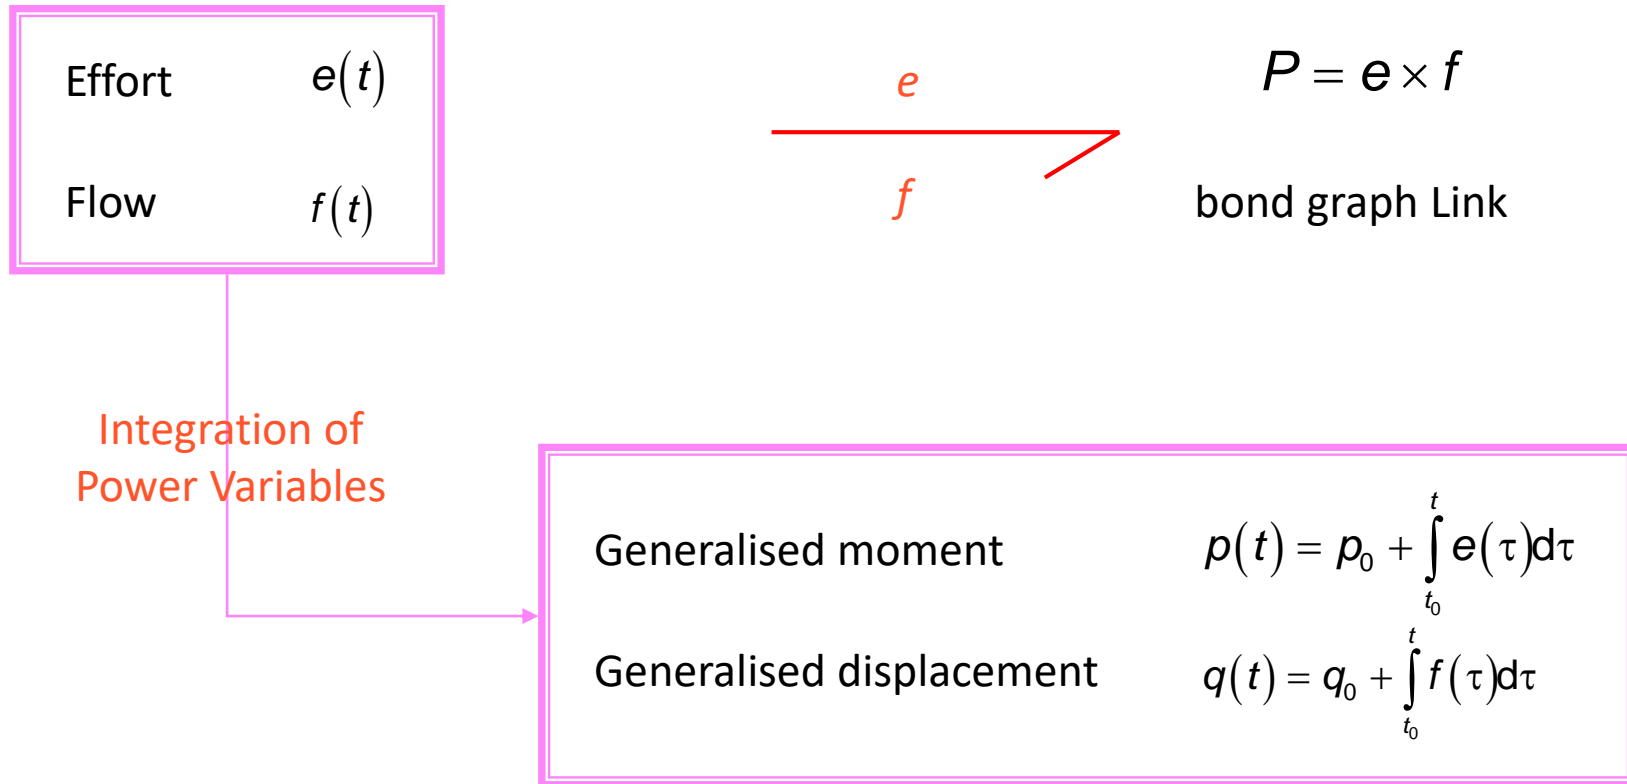 Effort e(t)
Flow f(t)
e
f
P = e × f
bond graph Link
Integration of
Power Variables
Generalised moment p(t) = p₀ + ∫_{t₀}^{t} e(τ)dτ
Generalised displacement q(t) = q₀ + ∫_{t₀}^{t} f(τ)dτ